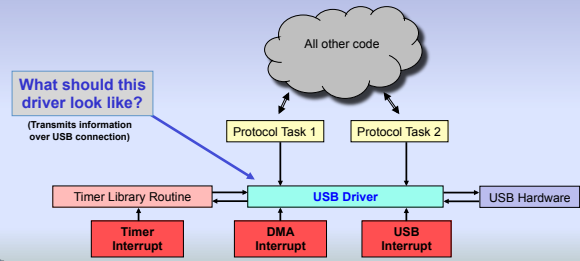 All other code
What should this
driver look like?
(Transmits information
over USB connection)
Protocol Task 1
Protocol Task 2
Timer Library Routine
USB Driver
USB Hardware
Timer
Interrupt
DMA
Interrupt
USB
Interrupt